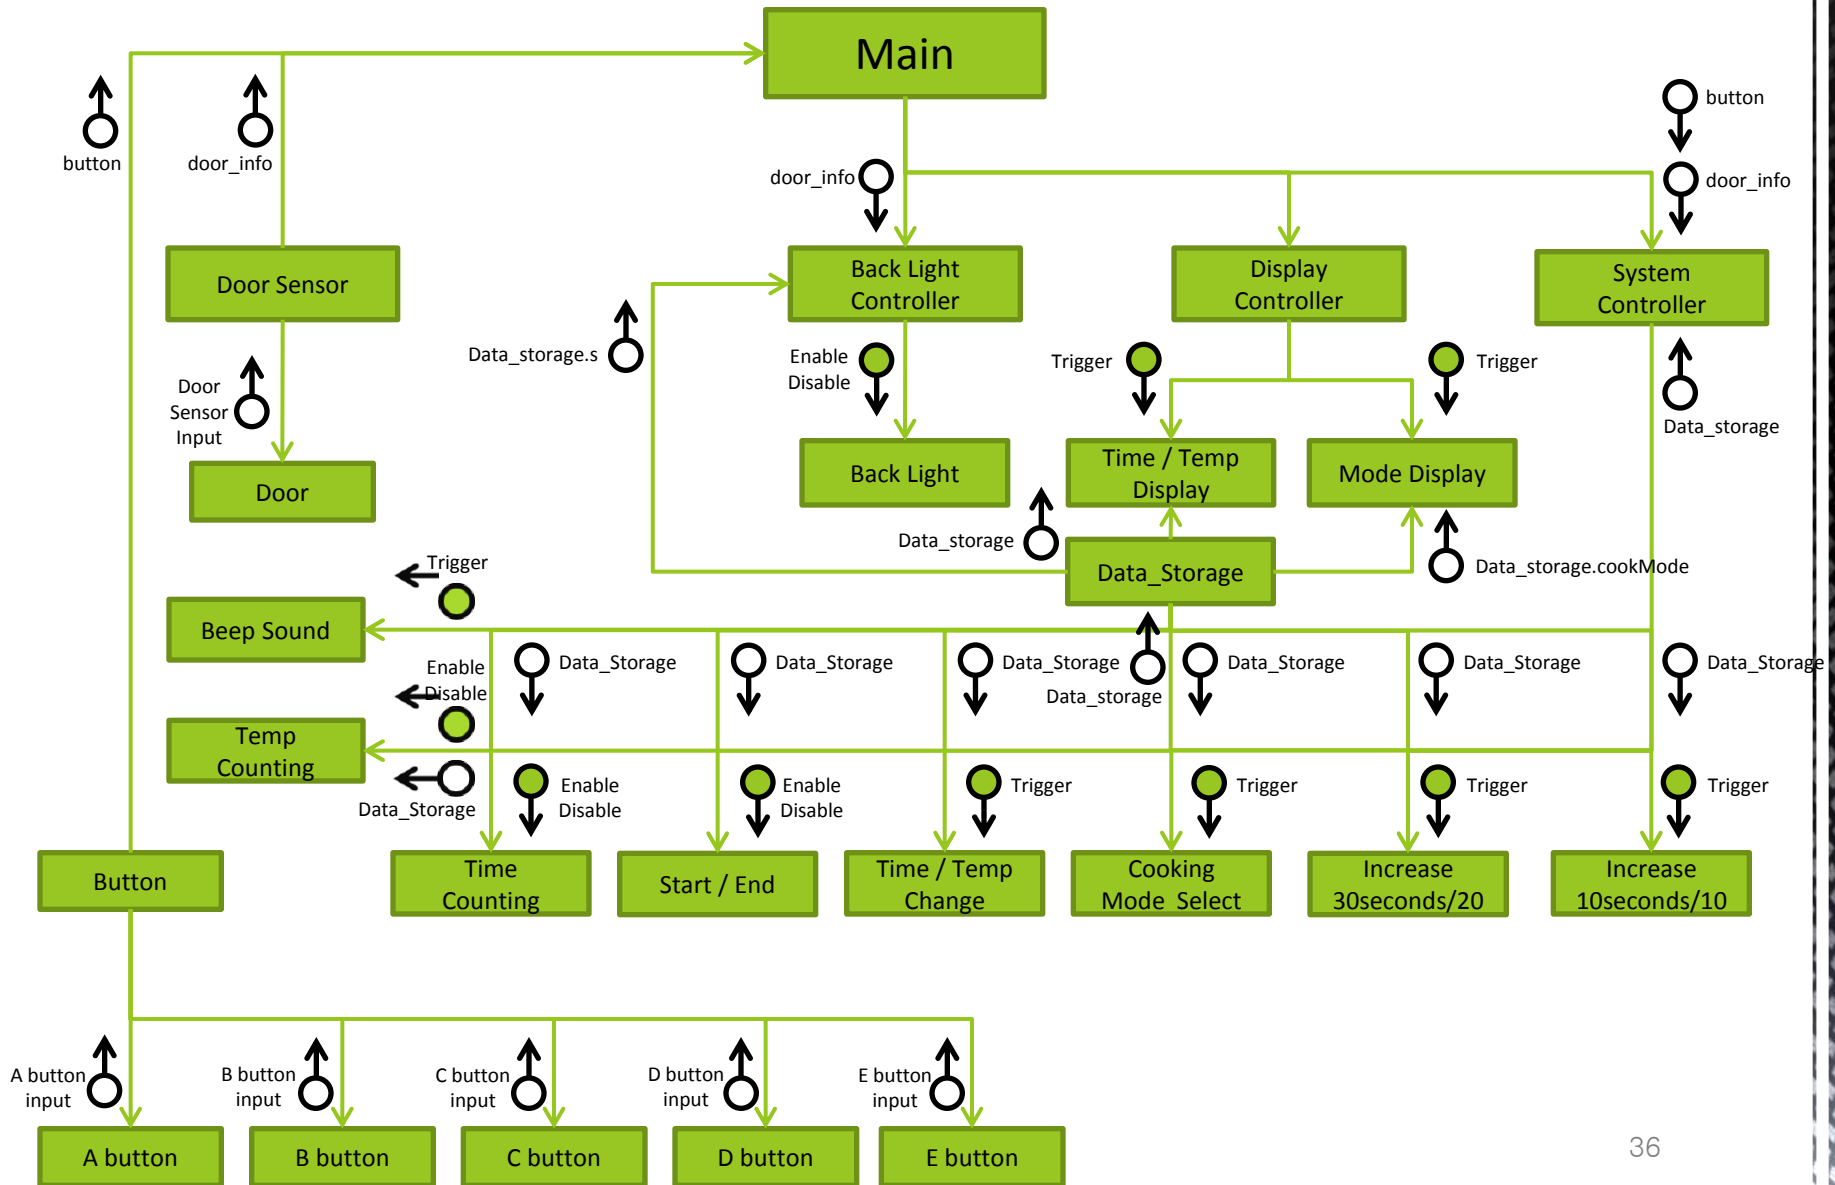 Main
button
button
door_info
door_info
door_info
Door Sensor
Back Light
Controller
Display
Controller
System
Controller
Data_storage.s
Enable
Disable
Trigger
Trigger
Door
Sensor
Input
Data_storage
Back Light
Time / Temp
Display
Mode Display
Door
Data_storage
Data_storage.cookMode
Trigger
Data_Storage
Beep Sound
Enable
Disable
Data_Storage
Data_Storage
Data_Storage
Data_storage
Data_Storage
Data_Storage
Data_Storage
Temp
Counting
Data_Storage
Enable
Disable
Enable
Disable
Trigger
Trigger
Trigger
Trigger
Button
Time
Counting
Start / End
Time / Temp
Change
Cooking
Mode Select
Increase
30seconds/20
Increase
10seconds/10
A button
input
B button
input
C button
input
D button
input
E button
input
A button
B button
C button
D button
E button
36